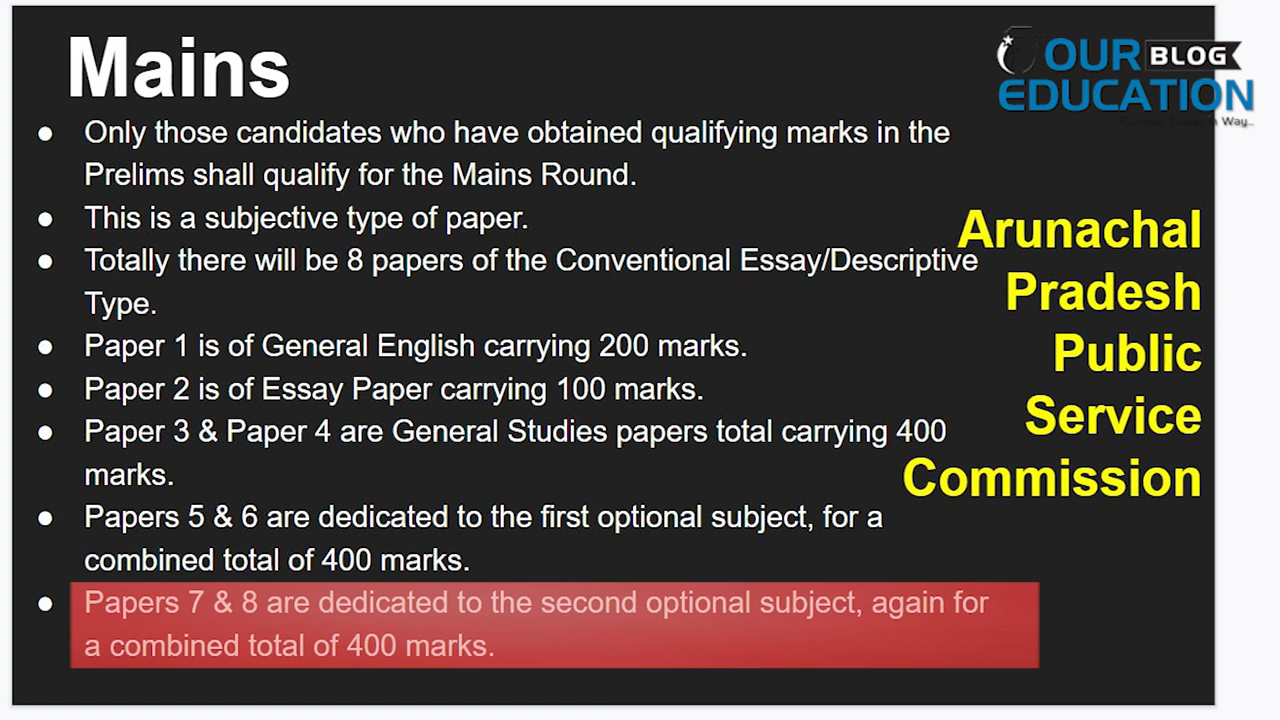 Mains
● Only those candidates who have obtained qualifying marks in the
Prelims shall qualify for the Mains Round.
● This is a subjective type of paper.
● Totally there will be 8 papers of the Conventional Essay/Descriptive
Type.
● Paper 1 is of General English carrying 200 marks.
● Paper 2 is of Essay Paper carrying 100 marks.
● Paper 3 & Paper 4 are General Studies papers total carrying 400
marks.
● Papers 5 & 6 are dedicated to the first optional subject, for a
combined total of 400 marks.
● Papers 7 & 8 are dedicated to the second optional subject, again for
a combined total of 400 marks.
OUR BLOG
EDUCATION
Way...
Arunachal
Pradesh
Public
Service
Commission